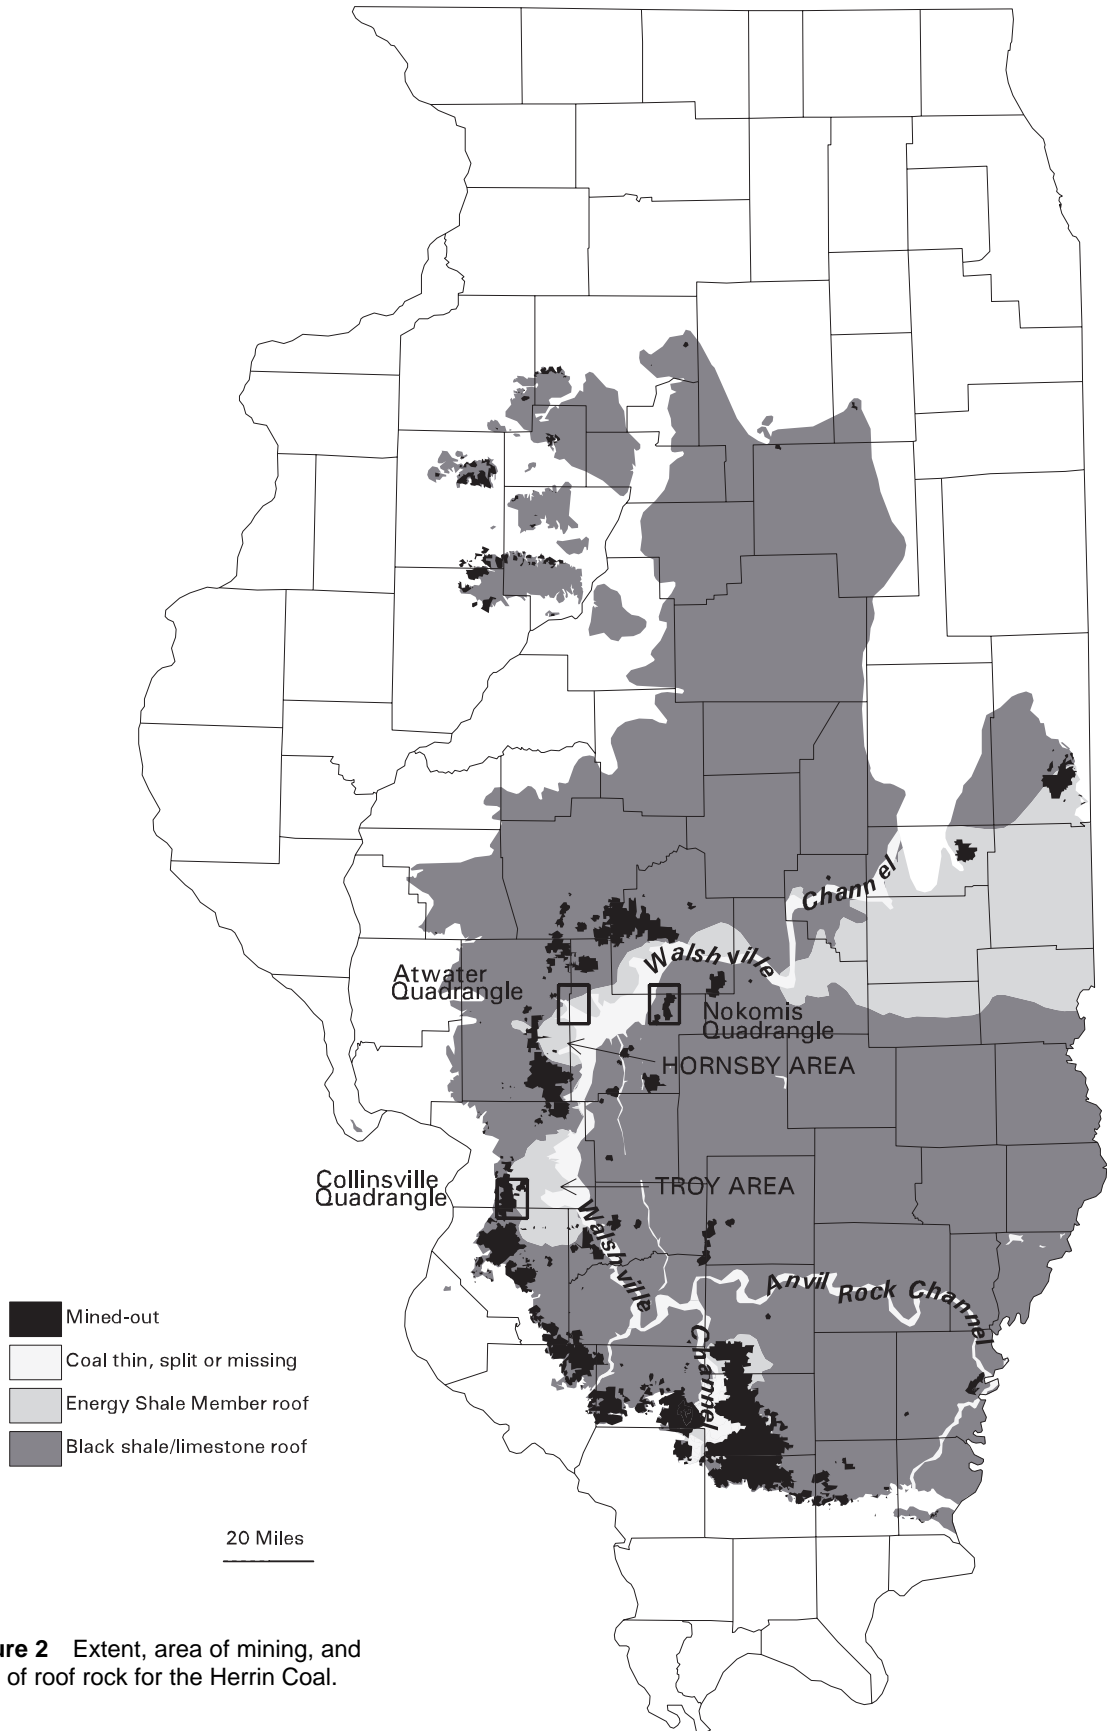 Channel
Walshville
Atwater
Quadrangle
Nokomis
Quadrangle
HORNSBY AREA
Collinsville
Quadrangle
TROY AREA
Walshville
Anvil Rock Channel
Channel
Mined-out
Coal thin, split or missing
Energy Shale Member roof
Black shale/limestone roof
20 Miles
ure 2 Extent, area of mining, and
of roof rock for the Herrin Coal.